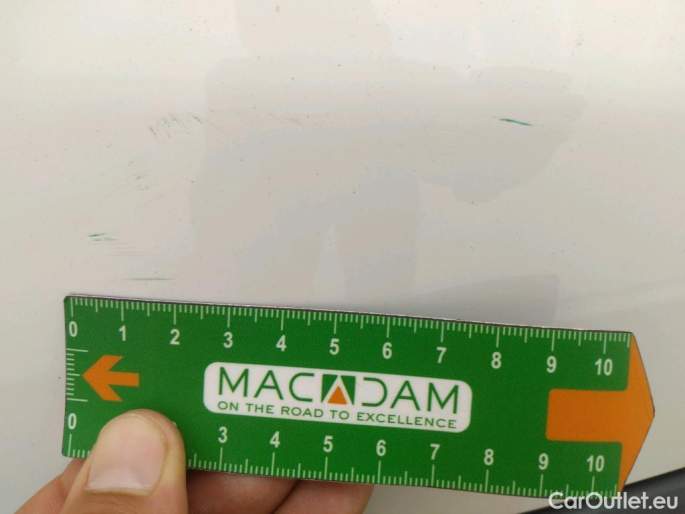 0 1 2 3 4 5 6 7 8 9 10
MACADAM
ON THE ROAD TO EXCELLENCE
0 3 4 5 6 7 8 9 10
CarOutlet.eu